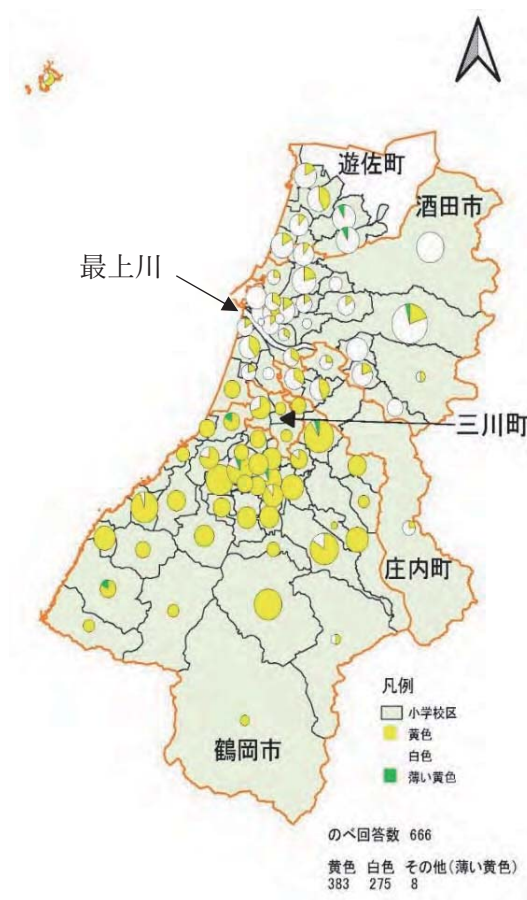 遊佐町
酒田市
最上川
三川町
庄内町
鶴岡市
凡例
小学校区
黄色
白色
薄い黄色
のべ回答数 666
黄色 白色 その他(薄い黄色)
383 275 8